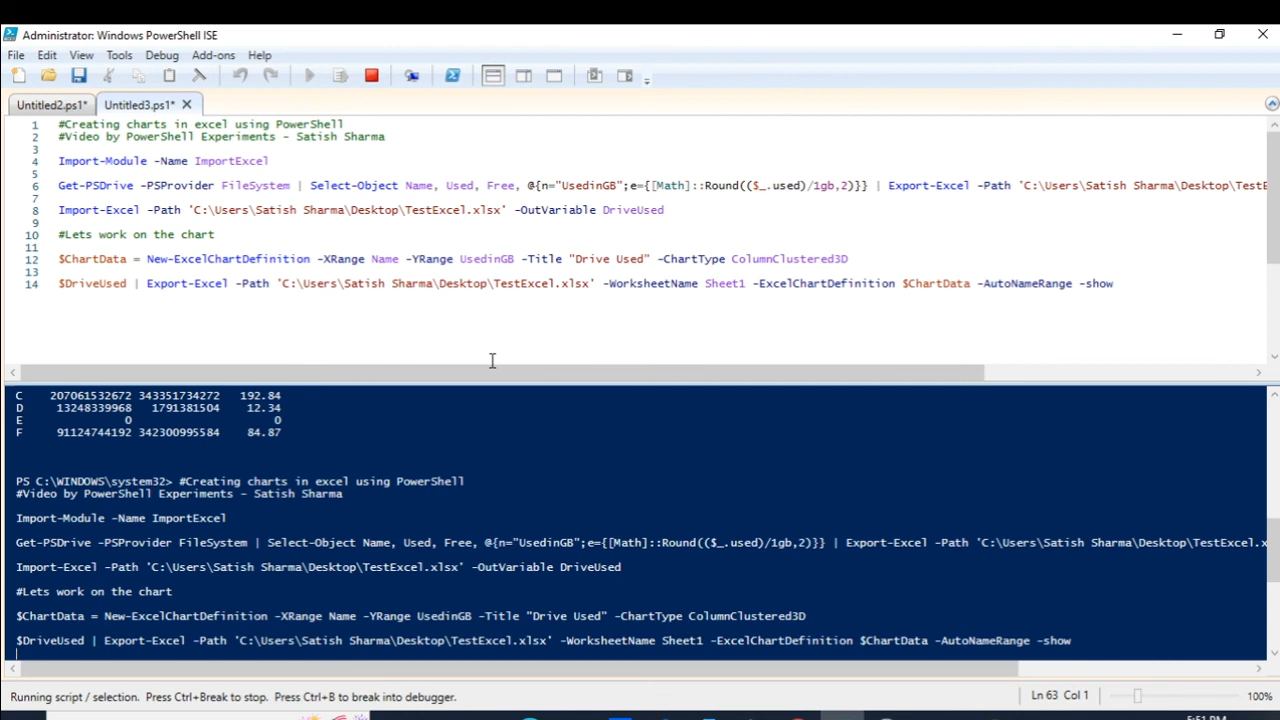 Administrator: Windows PowerShell ISE
File Edit View Tools Debug Add-ons Help
Untitled2.ps1* Untitled3.ps1* X
1 #Creating charts in excel using PowerShell
2 #Video by PowerShell Experiments - Satish Sharma
3
4 Import-Module -Name ImportExcel
5
6 Get-PSDrive -PSProvider FileSystem | Select-Object Name, Used, Free, @{n="UsedinGB";e={[Math]::Round(($_.used)/1gb,2)}} | Export-Excel -Path 'C:\Users\Satish Sharma\Desktop\TestE
7
8 Import-Excel -Path 'C:\Users\Satish Sharma\Desktop\TestExcel.xlsx' -OutVariable DriveUsed
9
10 #Lets work on the chart
11
12 $ChartData = New-ExcelChartDefinition -XRange Name -YRange UsedinGB -Title "Drive Used" -ChartType ColumnClustered3D
13
14 $DriveUsed | Export-Excel -Path 'C:\Users\Satish Sharma\Desktop\TestExcel.xlsx' -WorksheetName Sheet1 -ExcelChartDefinition $ChartData -AutoNameRange -show
C 207061532672 343351734272 192.84
D 13248339968 1791381504 12.34
E 0 0
F 91124744192 342300995584 84.87
PS C:\WINDOWS\system32> #Creating charts in excel using PowerShell
#Video by PowerShell Experiments - Satish Sharma
Import-Module -Name ImportExcel
Get-PSDrive -PSProvider FileSystem | Select-Object Name, Used, Free, @{n="UsedinGB";e={[Math]::Round(($_.used)/1gb,2)}} | Export-Excel -Path 'C:\Users\Satish Sharma\Desktop\TestExcel.x
Import-Excel -Path 'C:\Users\Satish Sharma\Desktop\TestExcel.xlsx' -OutVariable DriveUsed
#Lets work on the chart
$ChartData = New-ExcelChartDefinition -XRange Name -YRange UsedinGB -Title "Drive Used" -ChartType ColumnClustered3D
$DriveUsed | Export-Excel -Path 'C:\Users\Satish Sharma\Desktop\TestExcel.xlsx' -WorksheetName Sheet1 -ExcelChartDefinition $ChartData -AutoNameRange -show
Running script / selection. Press Ctrl+Break to stop. Press Ctrl+B to break into debugger.
Ln 63 Col 1
100%
5:51 PM